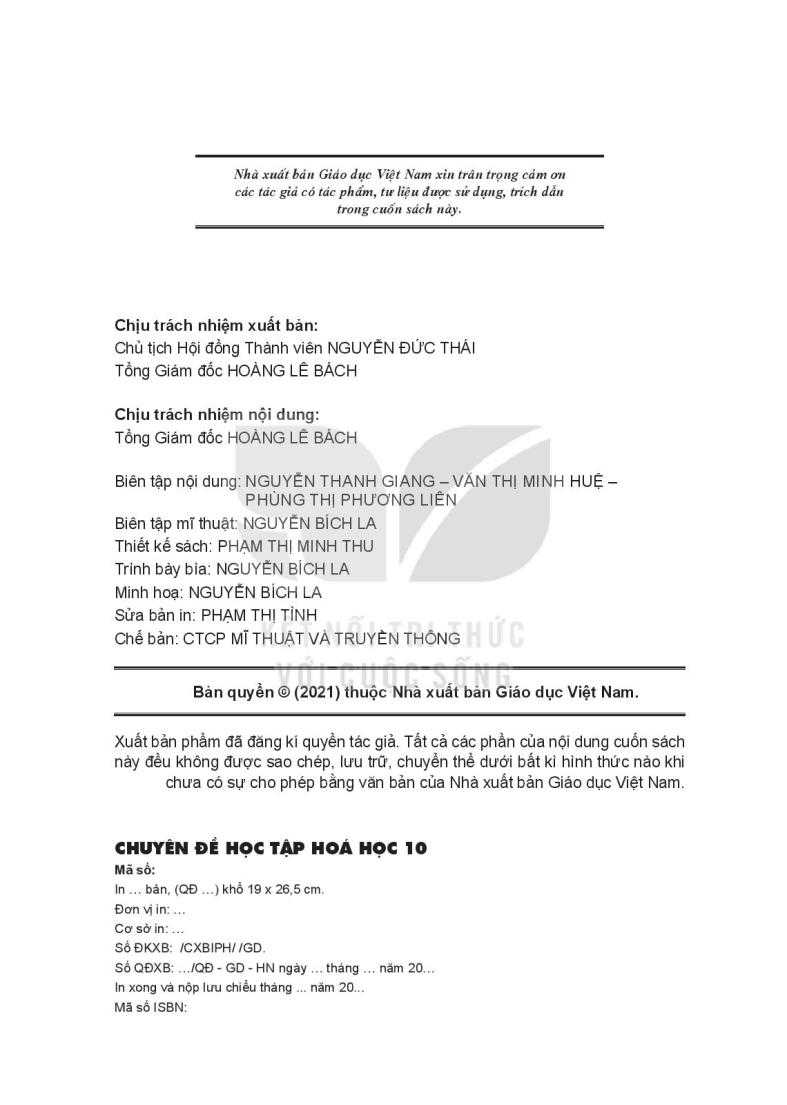 Nhà xuất bản Giáo dục Việt Nam xin trân trọng cảm ơn
các tác giả có tác phẩm, tư liệu được sử dụng, trích dẫn
trong cuốn sách này.
Chịu trách nhiệm xuất bản:
Chủ tịch Hội đồng Thành viên NGUYỄN ĐỨC THÁI
Tổng Giám đốc HOÀNG LÊ BÁCH
Chịu trách nhiệm nội dung:
Tổng Giám đốc HOÀNG LÊ BÁCH
Biên tập nội dung: NGUYỄN THANH GIANG – VĂN THỊ MINH HUỆ –
PHÙNG THỊ PHƯƠNG LIÊN
Biên tập mĩ thuật: NGUYỄN BÍCH LA
Thiết kế sách: PHẠM THỊ MINH THU
Trình bày bìa: NGUYỄN BÍCH LA
Minh hoạ: NGUYỄN BÍCH LA
Sửa bản in: PHẠM THỊ TÌNH
Chế bản: CTCP MĨ THUẬT VÀ TRUYỀN THÔNG
KẾT NỐI TRI THỨC
VỚI CUỘC SỐNG
Bản quyền © (2021) thuộc Nhà xuất bản Giáo dục Việt Nam.
Xuất bản phẩm đã đăng kí quyền tác giả. Tất cả các phần của nội dung cuốn sách
này đều không được sao chép, lưu trữ, chuyển thể dưới bất kì hình thức nào khi
chưa có sự cho phép bằng văn bản của Nhà xuất bản Giáo dục Việt Nam.
CHUYÊN ĐỀ HỌC TẬP HOÁ HỌC 10
Mã số:
In … bản, (QĐ …) khổ 19 x 26,5 cm.
Đơn vị in: …
Cơ sở in: …
Số ĐKXB: /CXBIPH/ /GD.
Số QĐXB: …/QĐ - GD - HN ngày … tháng … năm 20…
In xong và nộp lưu chiểu tháng ... năm 20...
Mã số ISBN: